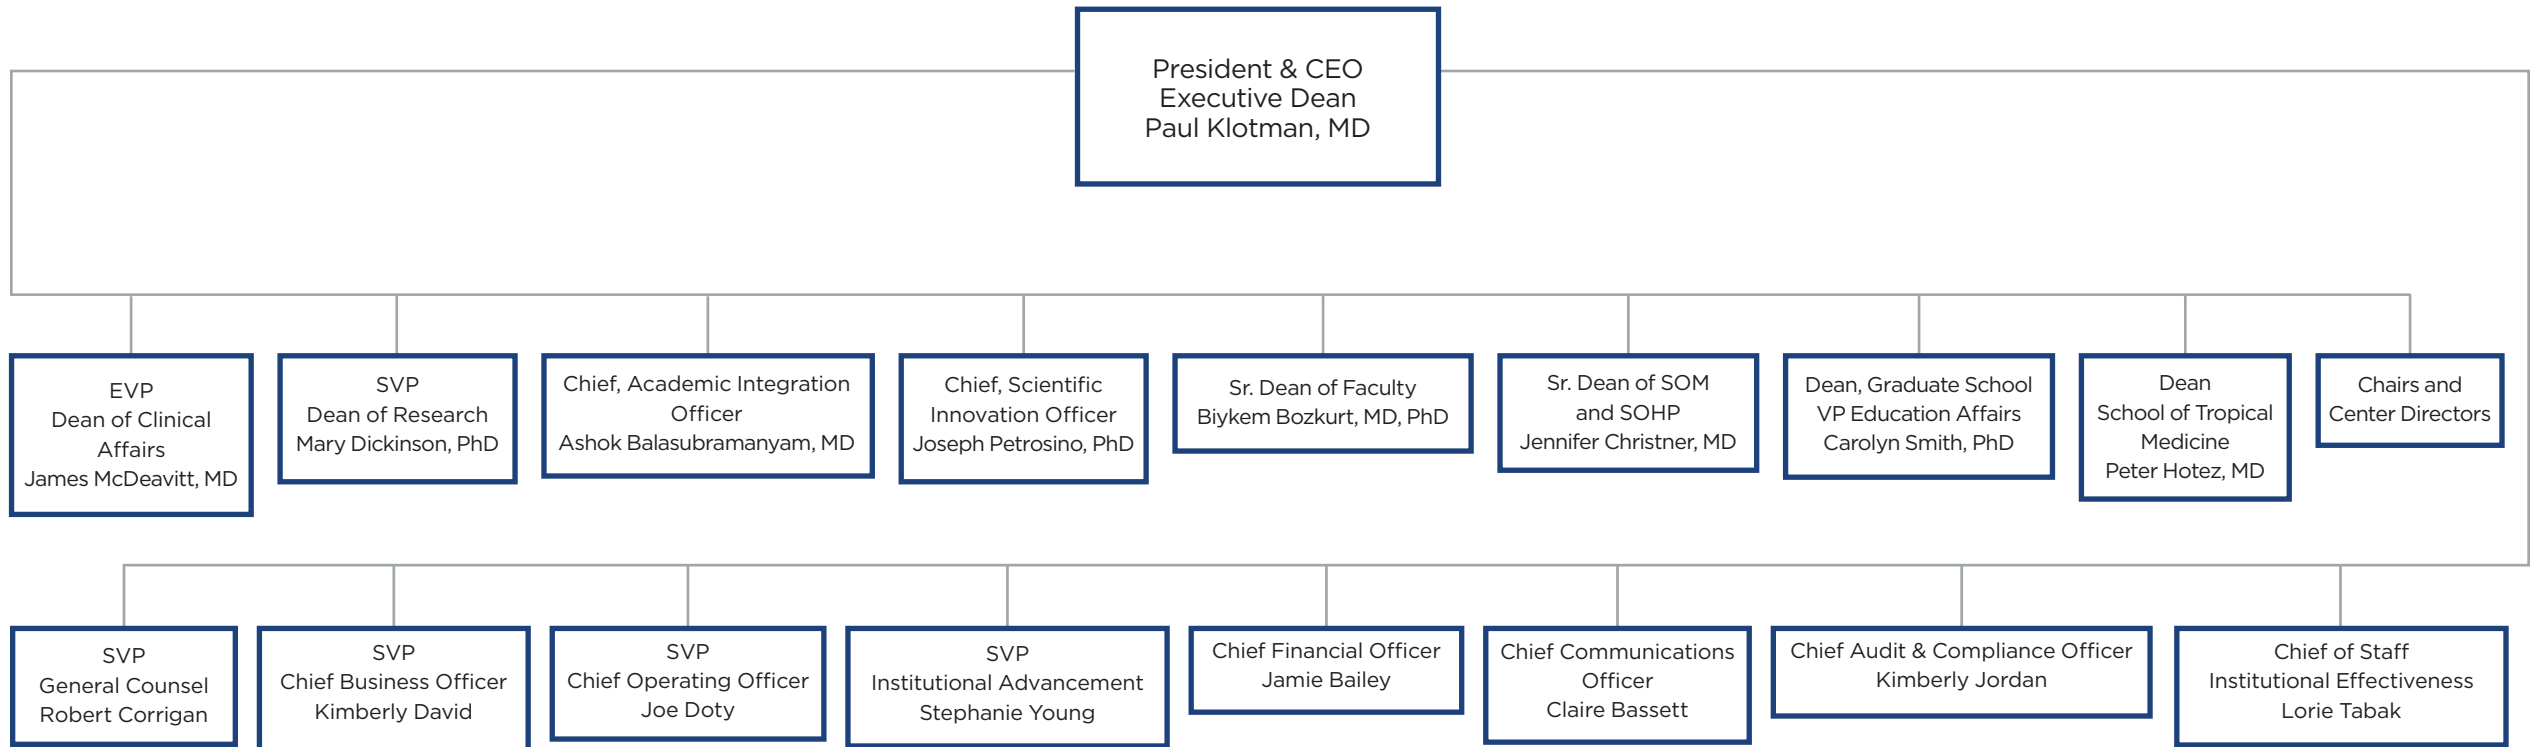 President & CEO
Executive Dean
Paul Klotman, MD
EVP
Dean of Clinical
Affairs
James McDeavitt, MD
SVP
Dean of Research
Mary Dickinson, PhD
Chief, Academic Integration
Officer
Ashok Balasubramanyam, MD
Chief, Scientific
Innovation Officer
Joseph Petrosino, PhD
Sr. Dean of Faculty
Biykem Bozkurt, MD, PhD
Sr. Dean of SOM
and SOHP
Jennifer Christner, MD
Dean, Graduate School
VP Education Affairs
Carolyn Smith, PhD
Dean
School of Tropical
Medicine
Peter Hotez, MD
Chairs and
Center Directors
SVP
General Counsel
Robert Corrigan
SVP
Chief Business Officer
Kimberly David
SVP
Chief Operating Officer
Joe Doty
SVP
Institutional Advancement
Stephanie Young
Chief Financial Officer
Jamie Bailey
Chief Communications
Officer
Claire Bassett
Chief Audit & Compliance Officer
Kimberly Jordan
Chief of Staff
Institutional Effectiveness
Lorie Tabak